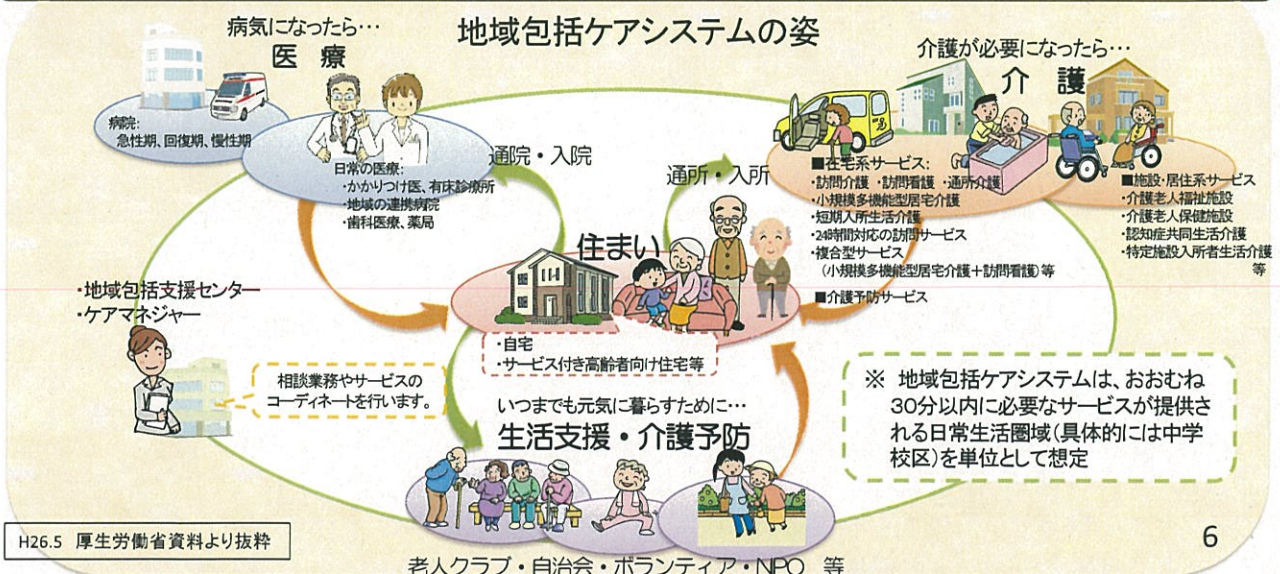 地域包括ケアシステムの姿
病気になったら…
医 療
病院:
急性期、回復期、慢性期
日常の医療:
・かかりつけ医、有床診療所
・地域の連携病院
・歯科医療、薬局
通院・入院
介護が必要になったら…
介 護
通所・入所
■在宅系サービス:
・訪問介護 ・訪問看護 ・通所介護
・小規模多機能型居宅介護
・短期入所生活介護
・24時間対応の訪問サービス
・複合型サービス
(小規模多機能型居宅介護+訪問看護)等
■介護予防サービス
■施設・居住系サービス
・介護老人福祉施設
・介護老人保健施設
・認知症共同生活介護
・特定施設入所者生活介護
等
住まい
・自宅
・サービス付き高齢者向け住宅等
・地域包括支援センター
・ケアマネジャー
相談業務やサービスの
コーディネートを行います。
いつまでも元気に暮らすために…
生活支援・介護予防
※ 地域包括ケアシステムは、おおむね
30分以内に必要なサービスが提供さ
れる日常生活圏域(具体的には中学
校区)を単位として想定
老人クラブ・自治会・ボランティア・NPO 等
H26.5 厚生労働省資料より抜粋
6